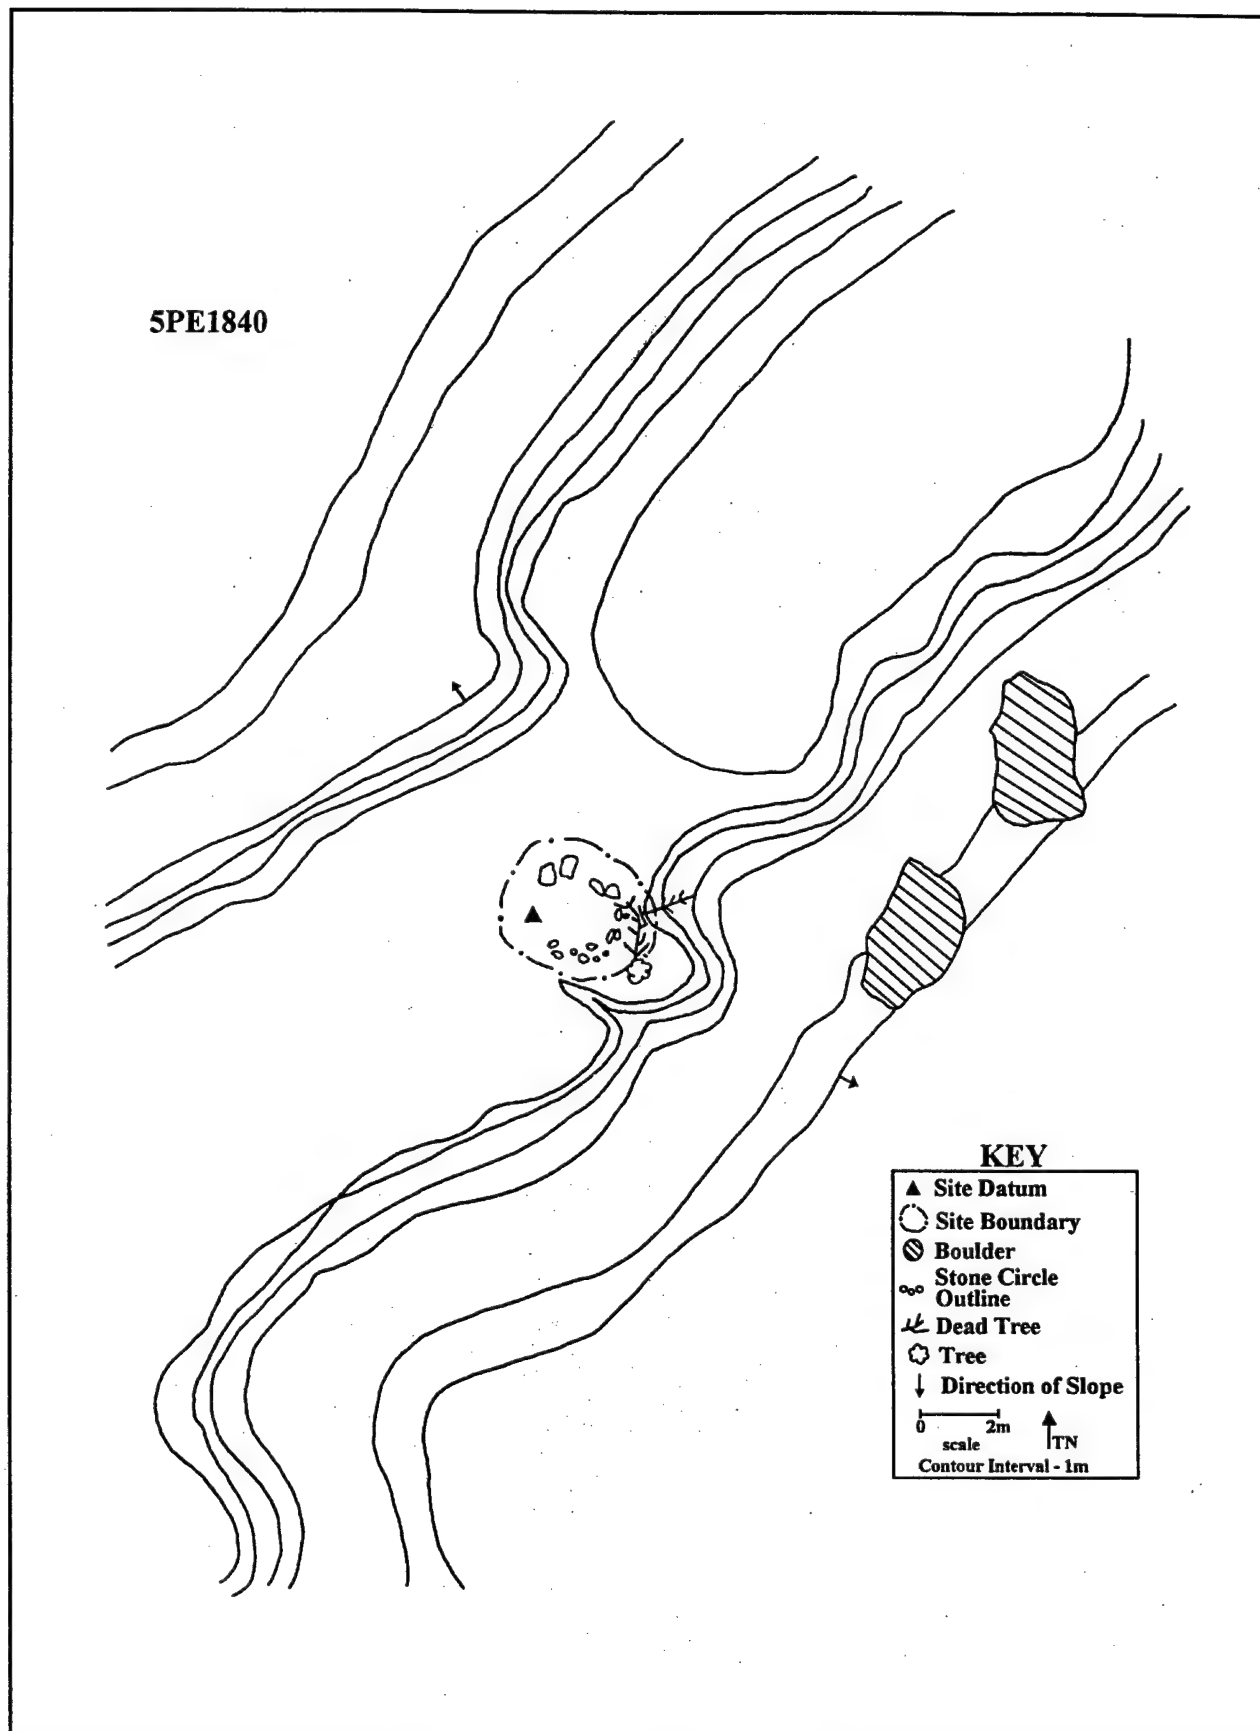 5PE1840
KEY
Site Datum
Site Boundary
Boulder
Stone Circle
Outline
Dead Tree
Tree
Direction of Slope
0 2m
scale
TN
Contour Interval - 1m